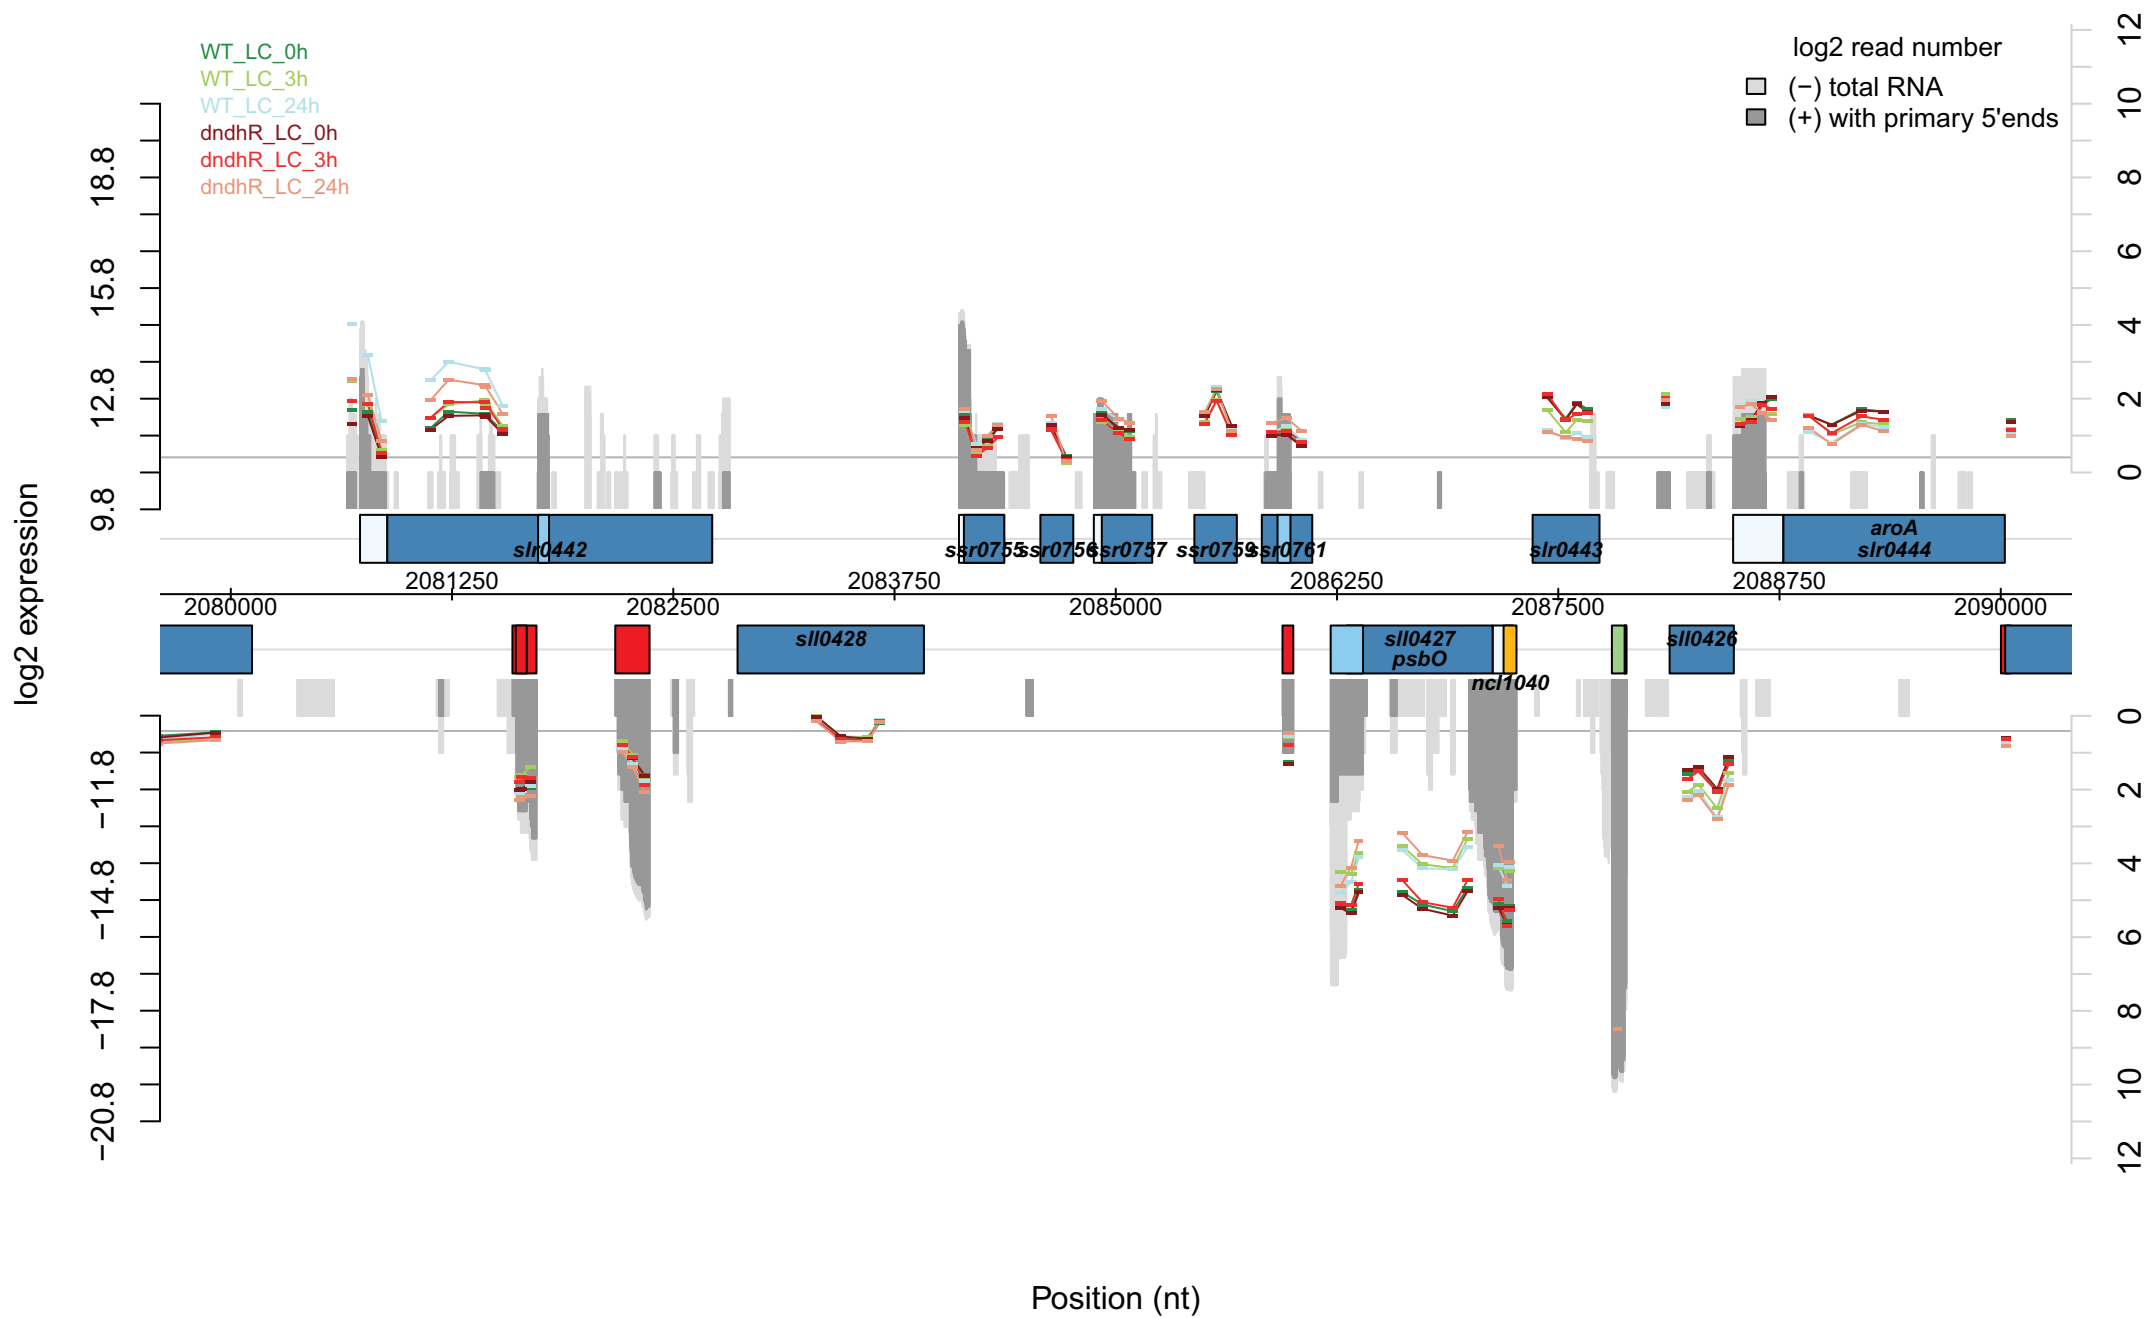 WT_LC_0h
WT_LC_3h
WT_LC_24h
dndhR_LC_0h
dndhR_LC_3h
dndhR_LC_24h
log2 read number
(−) total RNA
(+) with primary 5'ends
log2 expression
18.8
15.8
12.8
9.8
12
10
8
6
4
2
0
slr0442
ssr0755
ssr0756
ssr0757
ssr0759
ssr0761
slr0443
aroA
slr0444
2081250
2083750
2086250
2088750
2080000
2082500
2085000
2087500
2090000
sll0428
sll0427
psbO
ncl1040
sll0426
−11.8
−14.8
−17.8
−20.8
0
2
4
6
8
10
12
Position (nt)